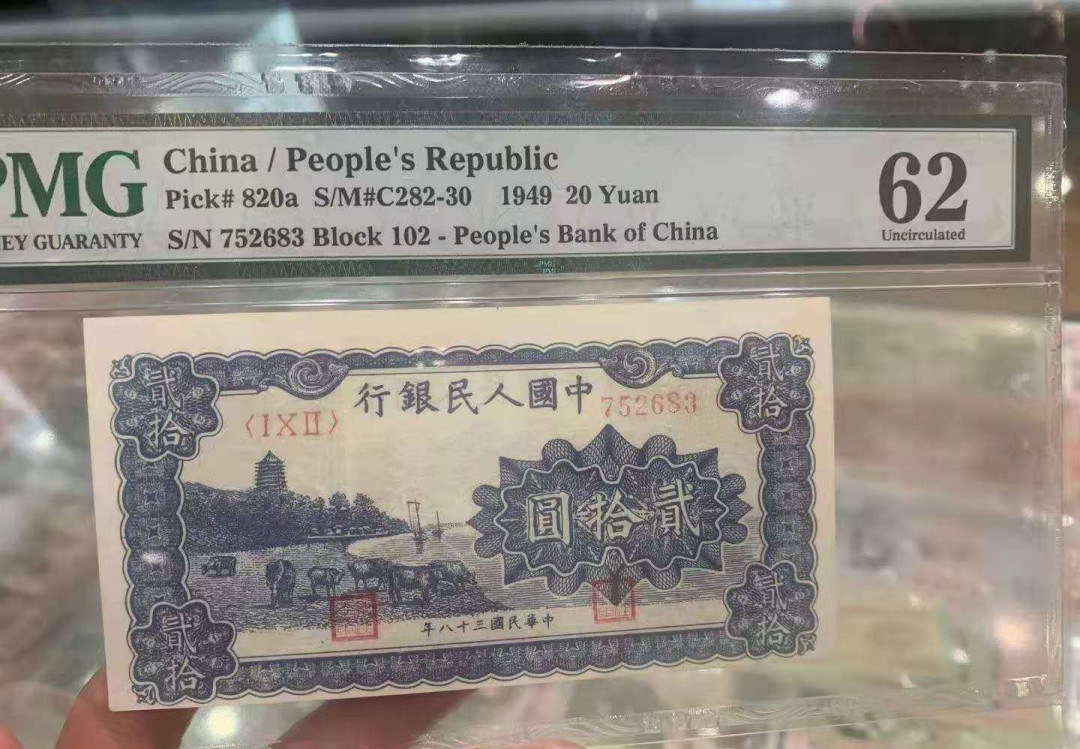 PMG
China / People's Republic
Pick# 820a S/M#C282-30 1949 20 Yuan
62
EY GUARANTY
S/N 752683 Block 102 - People's Bank of China
Uncirculated
貳拾
行銀民人國中
貳拾
〈IXII〉
752683
圓拾貳
年八十三國民華中
貳拾
貳拾